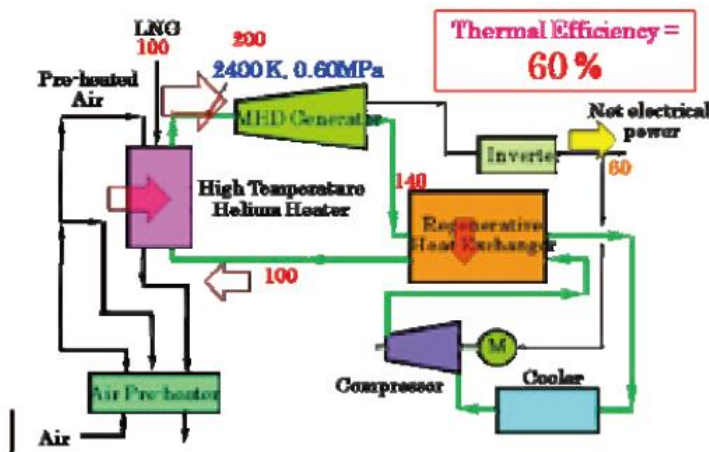 LNG
100
200
2400 K, 0.60MPa
Thermal Efficiency =
60 %
Pre-heated
Air
MHD Generator
Net electrical
power
Inverter
60
High Temperature
Helium Heater
140
Regenerative
Heat Exchanger
100
M
Compressor
Cooler
Air Pre-heater
Air